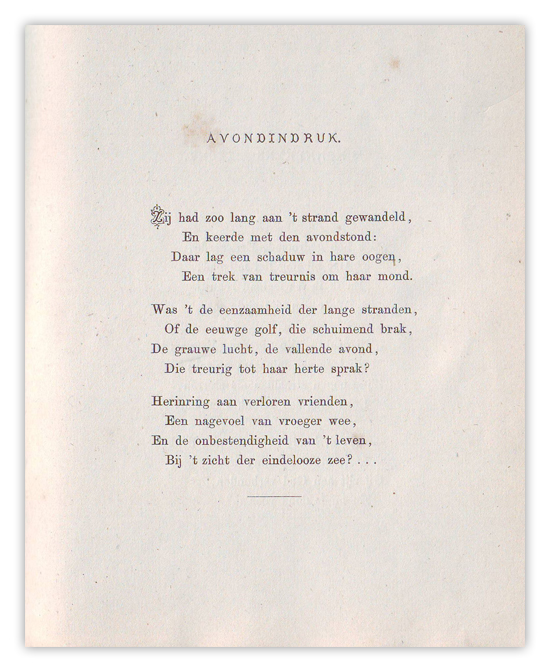 AVONDINDRUK.
Zij had zoo lang aan 't strand gewandeld,
En keerde met den avondstond:
Daar lag een schaduw in hare oogen,
Een trek van treurnis om haar mond.
Was 't de eenzaamheid der lange stranden,
Of de eeuwge golf, die schuimend brak,
De grauwe lucht, de vallende avond,
Die treurig tot haar herte sprak?
Herinring aan verloren vrienden,
Een nagevoel van vroeger wee,
En de onbestendigheid van 't leven,
Bij 't zicht der eindelooze zee? . . .